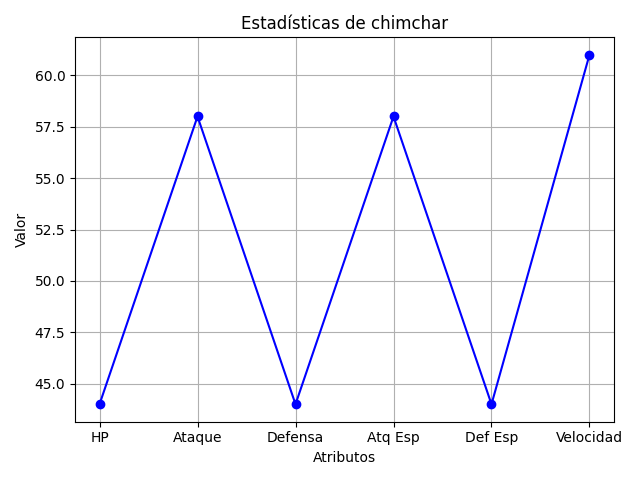 Estadísticas de chimchar
60.0
57.5
55.0
52.5
50.0
47.5
45.0
Valor
HP Ataque Defensa Atq Esp Def Esp Velocidad
Atributos